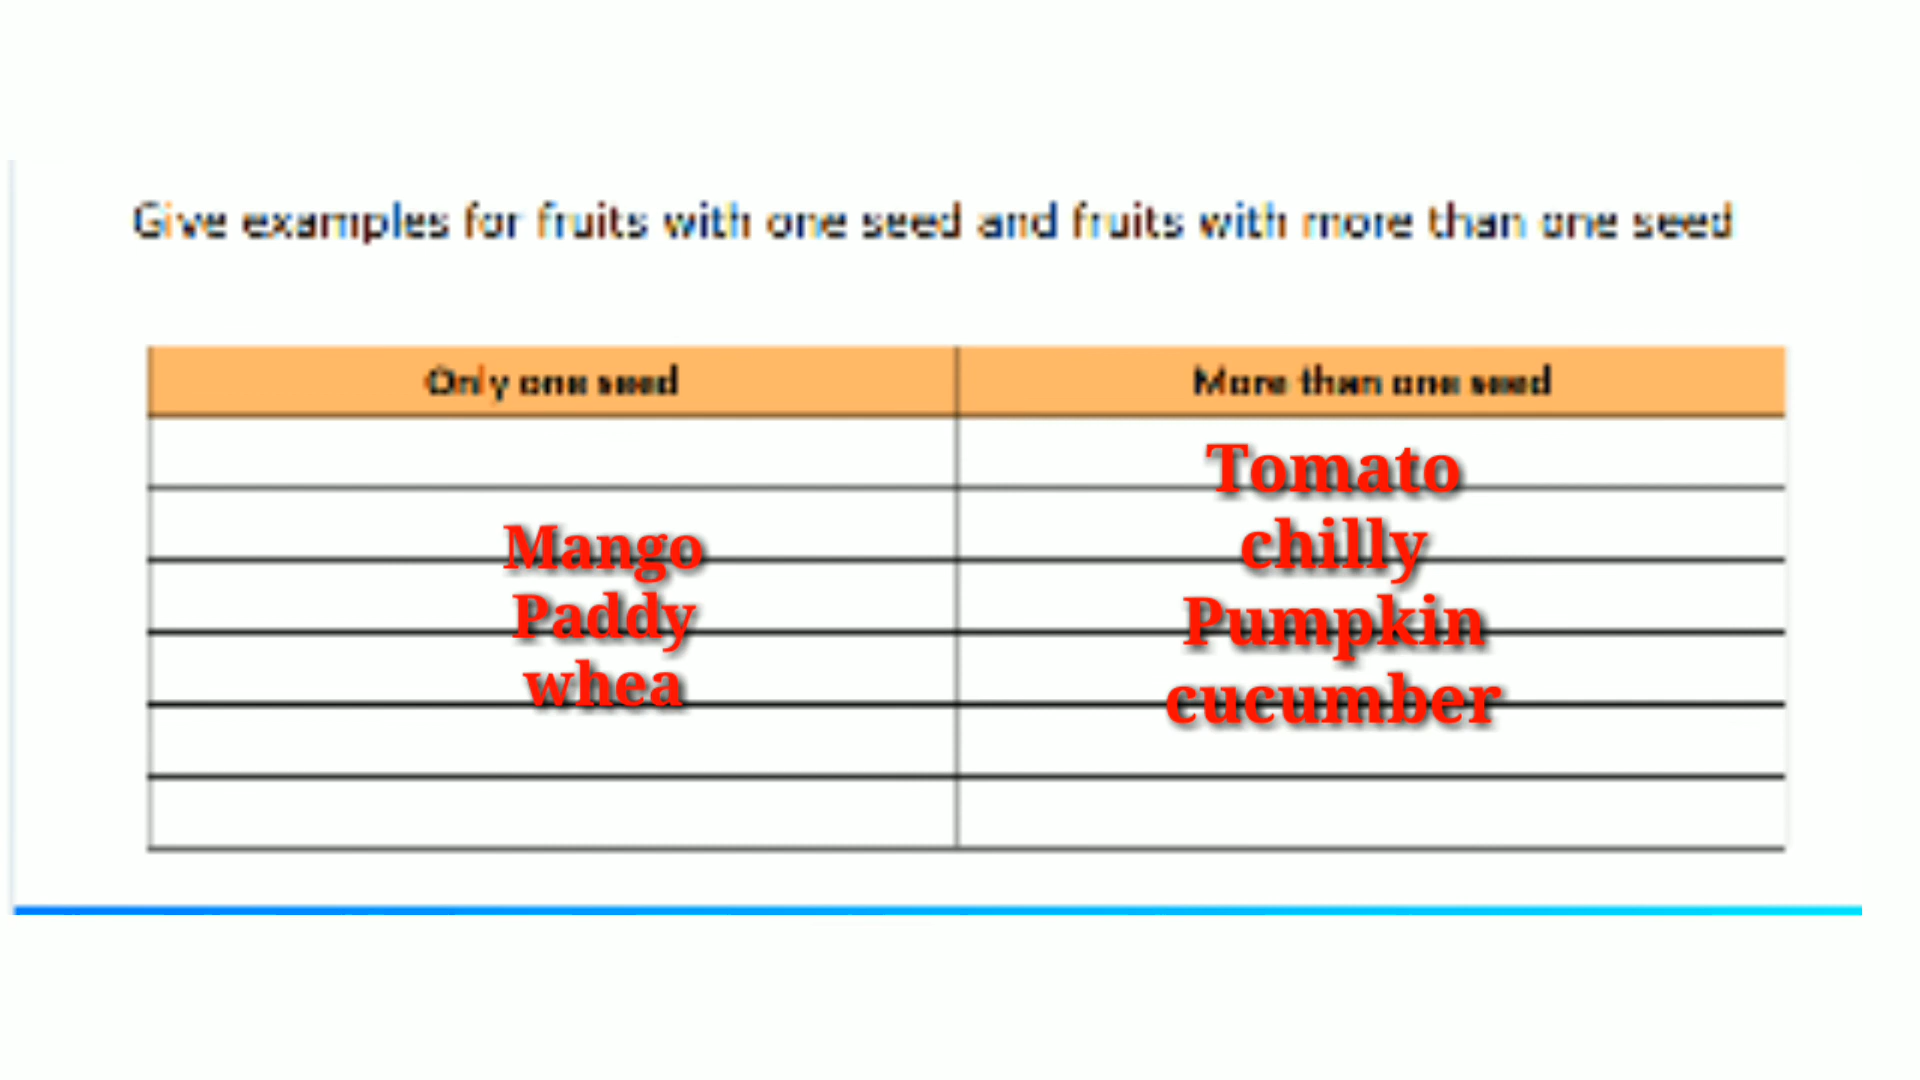 Give examples for fruits with one seed and fruits with more than one seed
Only one seed
More than one seed
Mango
Paddy
whea
Tomato
chilly
Pumpkin
cucumber